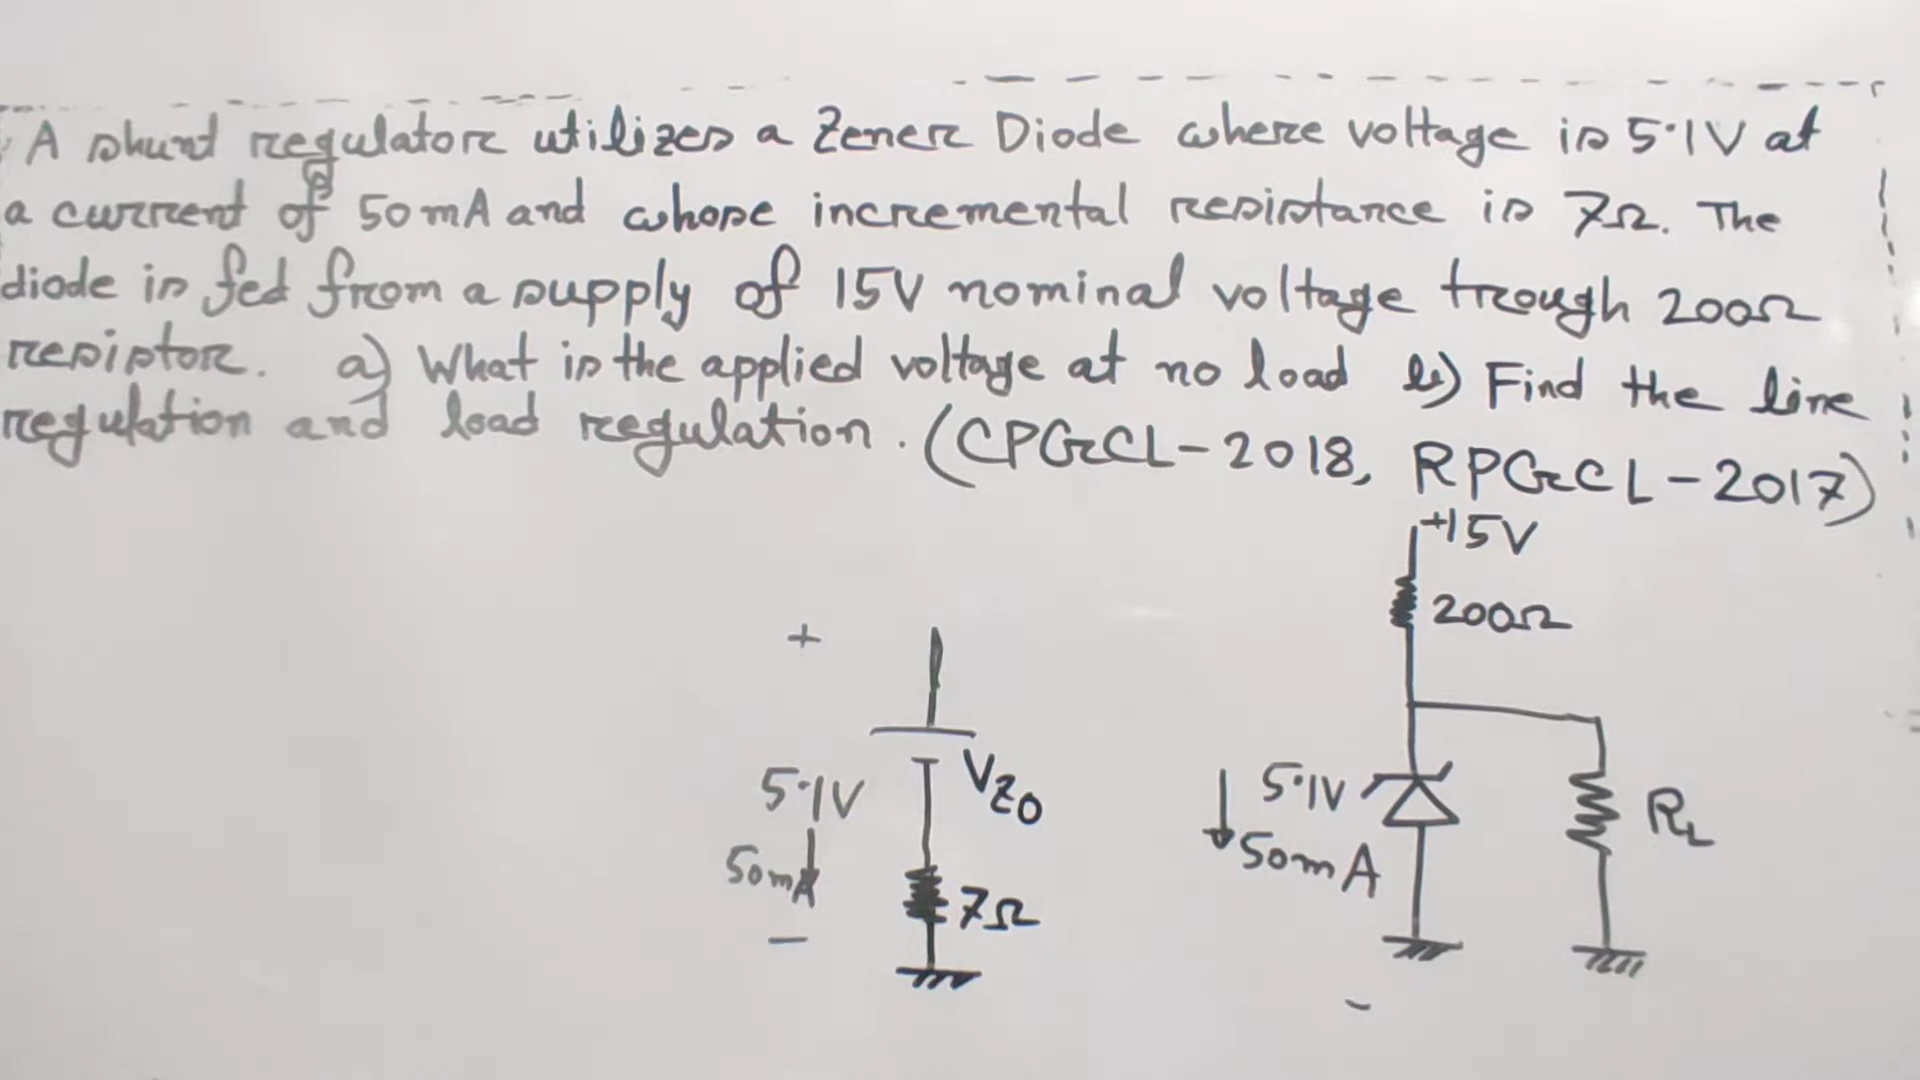 A shunt regulator utilizes a Zener Diode where voltage is 5.1V at
a current of 50mA and whose incremental resistance is 7Ω. The
diode is fed from a supply of 15V nominal voltage trough 200Ω
resistor. a) What is the applied voltage at no load b) Find the line
regulation and load regulation. (CPGCL-2018, RPGCL-2017)
+15V
200Ω
+
5.1V
VZ0
50mA
7Ω
-
5.1V
50mA
RL
-